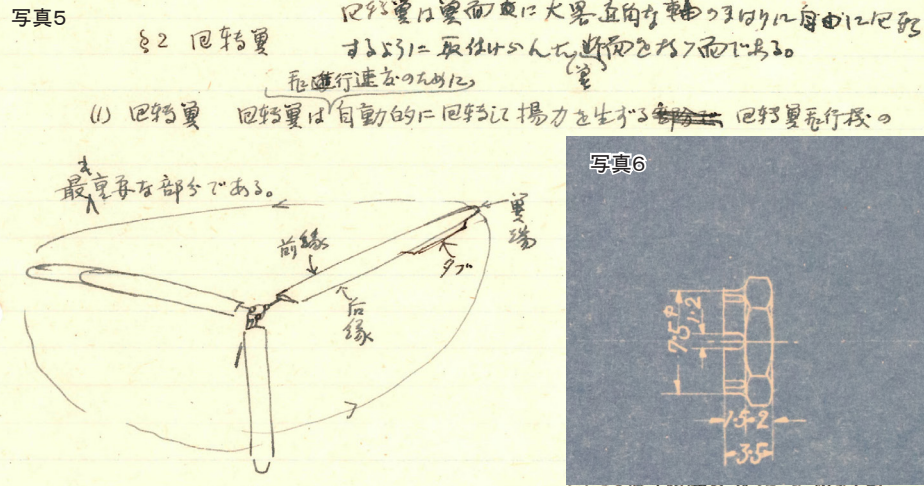 写真5
回転翼は翼面に大略直的な軸のまはりに自由に回転
§2 回転翼
するように取付けられた断面を持つ面である。
(翼)
飛進行速度のために、
(1) 回転翼 回転翼は自動的に回転して揚力を生ずる 回転翼飛行機の
も
最重要な部分である。
翼端
前縁
タブ
后縁
写真6
7.5φ
1.2
1.5 2
3.5